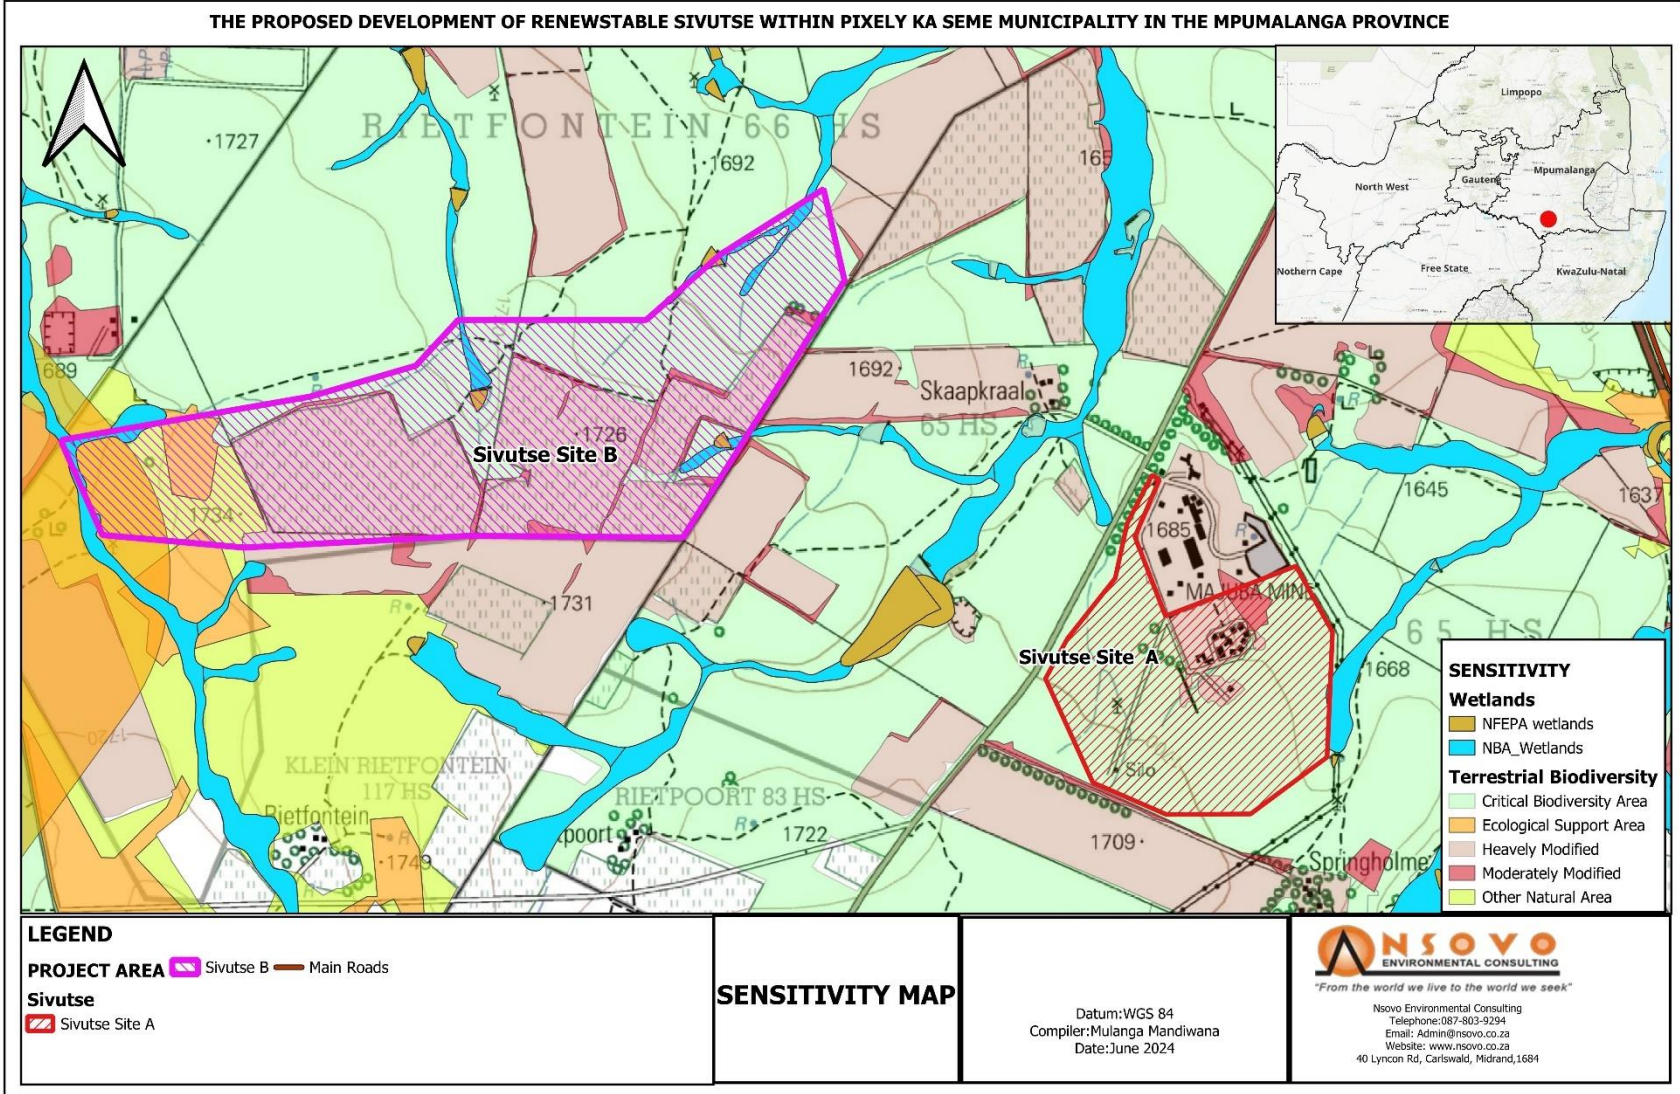 THE PROPOSED DEVELOPMENT OF RENEWSTABLE SIVUTSE WITHIN PIXELY KA SEME MUNICIPALITY IN THE MPUMALANGA PROVINCE
RIETFONTEIN 66 HS
1727
1692
165
1689
1692
Skaapkraal
65 HS
R
R
1726
Sivutse Site B
1734
1645
1637
1685
R
MAJUBA MINE
65 HS
1731
R
Sivutse Site A
1668
Silo
1720
KLEIN RIETFONTEIN
117 HS
RIETPOORT 83 HS
Rietfontein
R
1749
R
poort
R
1722
1709
Springholme
Limpopo
North West
Gauteng
Mpumalanga
Nothern Cape
Free State
KwaZulu-Natal
SENSITIVITY
Wetlands
NFEPA wetlands
NBA_Wetlands
Terrestrial Biodiversity
Critical Biodiversity Area
Ecological Support Area
Heavely Modified
Moderately Modified
Other Natural Area
LEGEND
PROJECT AREA Sivutse B Main Roads
Sivutse
Sivutse Site A
SENSITIVITY MAP
Datum:WGS 84
Compiler:Mulanga Mandiwana
Date:June 2024
NSOVO
ENVIRONMENTAL CONSULTING
"From the world we live to the world we seek"
Nsovo Environmental Consulting
Telephone:087-803-9294
Email: Admin@nsovo.co.za
Website: www.nsovo.co.za
40 Lyncon Rd, Carlswald, Midrand,1684